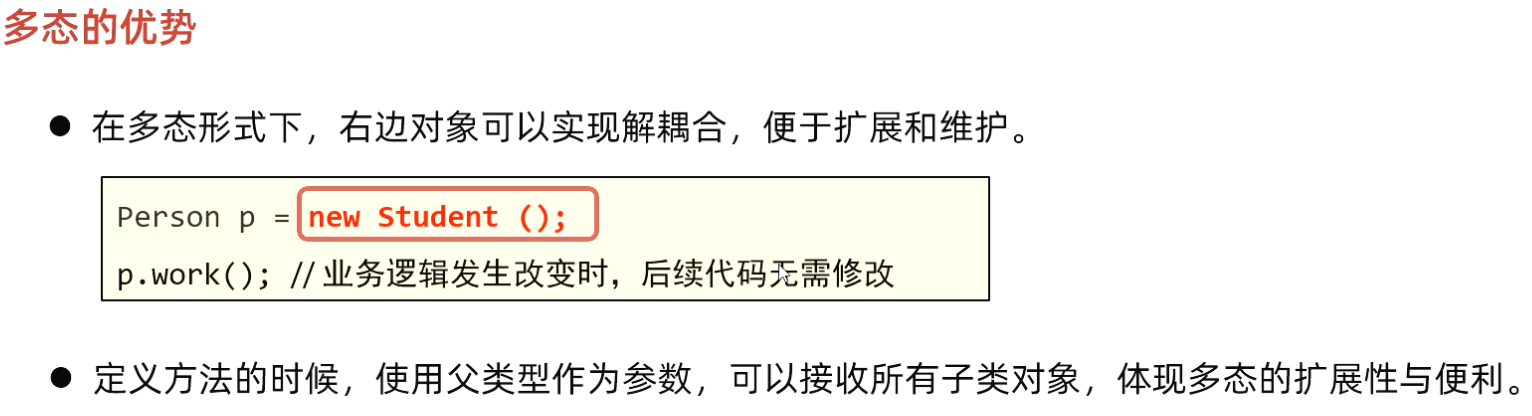 多态的优势
● 在多态形式下，右边对象可以实现解耦合，便于扩展和维护。
Person p = new Student ();
p.work(); // 业务逻辑发生改变时，后续代码无需修改
● 定义方法的时候，使用父类型作为参数，可以接收所有子类对象，体现多态的扩展性与便利。